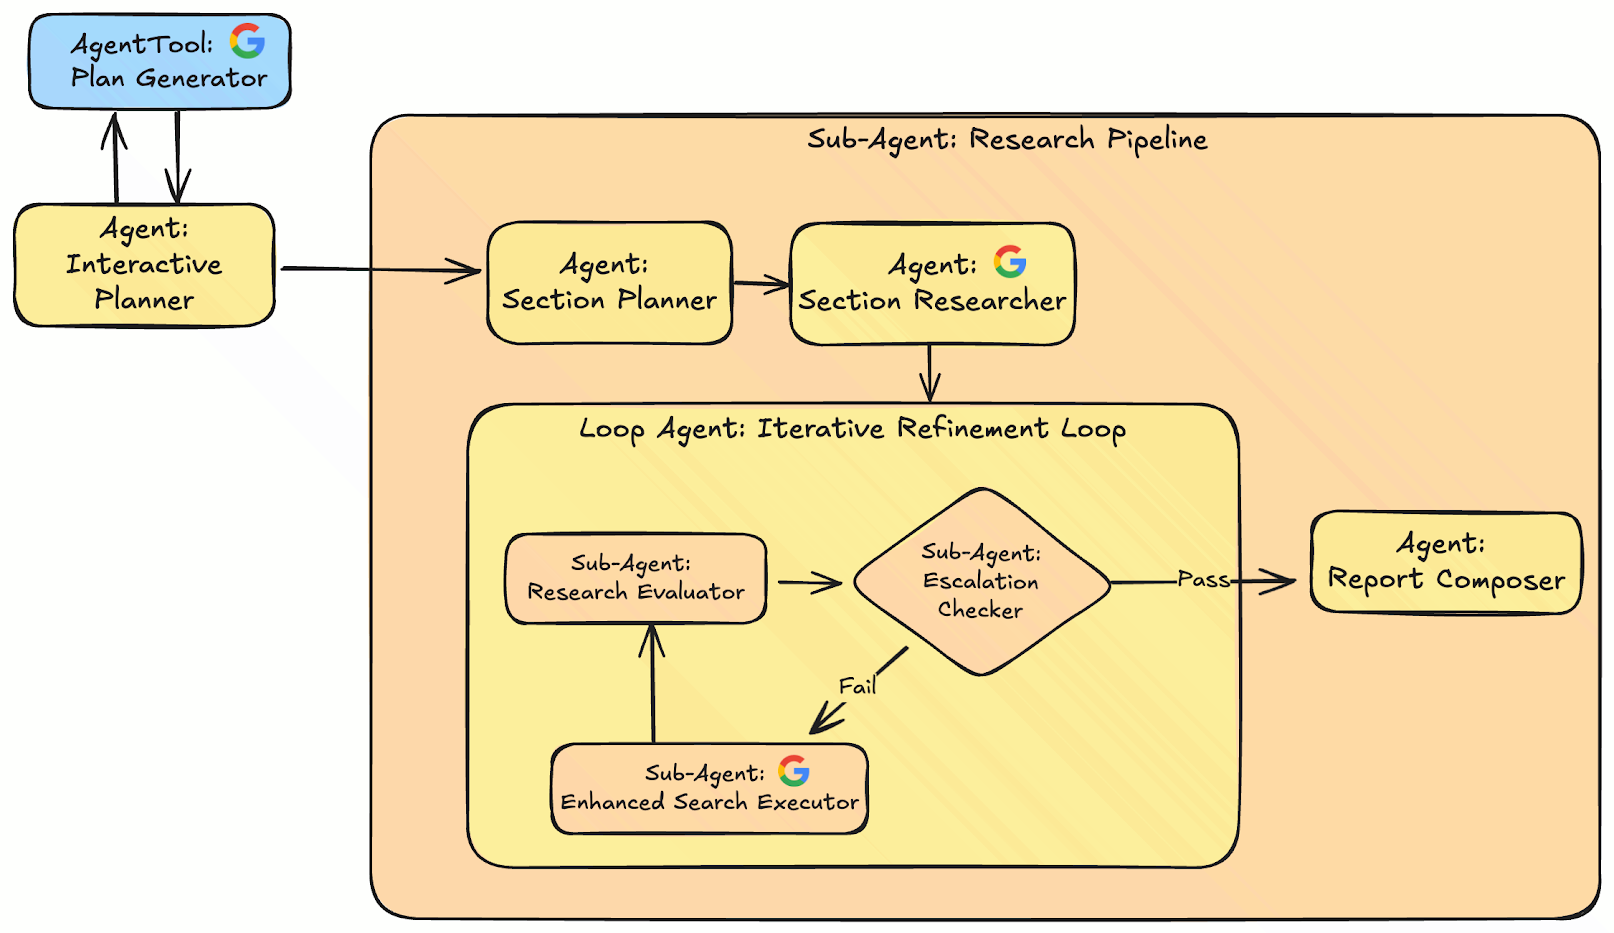 AgentTool:
Plan Generator
Agent:
Interactive
Planner
Sub-Agent: Research Pipeline
Agent:
Section Planner
Agent:
Section Researcher
Loop Agent: Iterative Refinement Loop
Sub-Agent:
Research Evaluator
Sub-Agent:
Escalation
Checker
Pass
Agent:
Report Composer
Fail
Sub-Agent:
Enhanced Search Executor